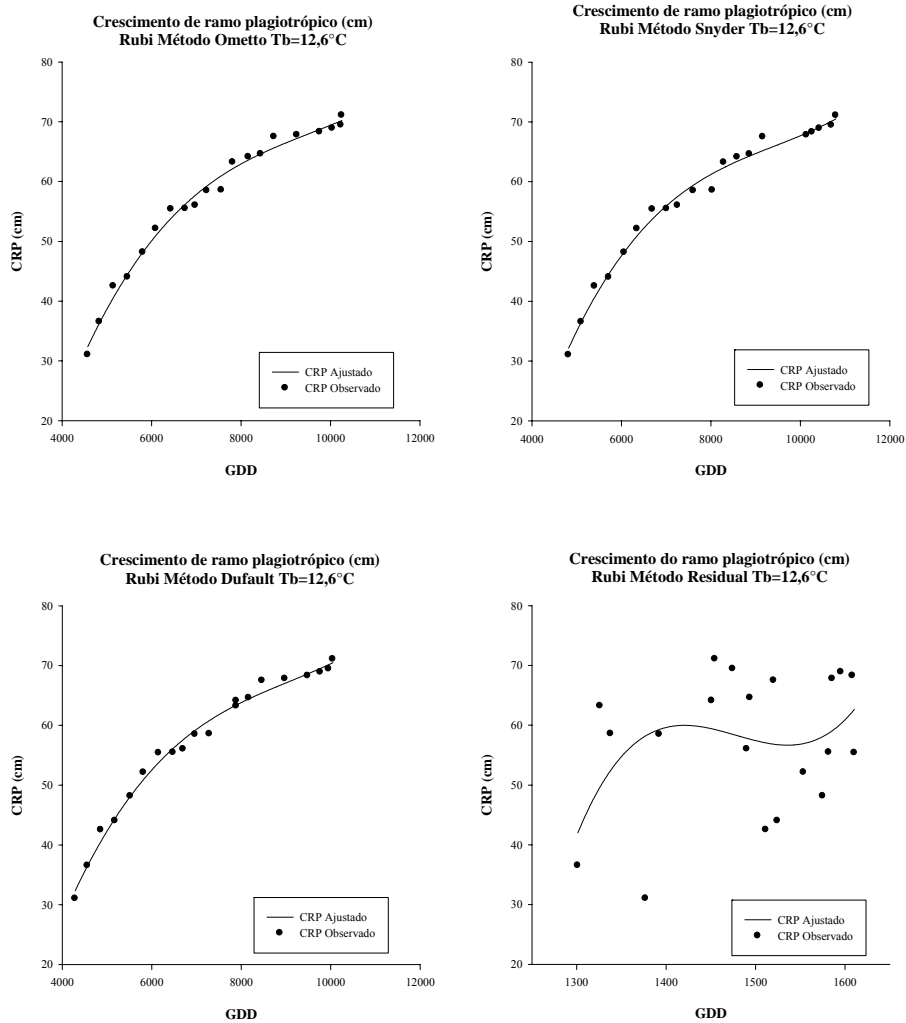 Crescimento de ramo plagiotrópico (cm)
Rubi Método Ometto Tb=12,6°C
80
70
60
50
40
30
20
CRP (cm)
CRP Ajustado
CRP Observado
4000 6000 8000 10000 12000
GDD
Crescimento de ramo plagiotrópico (cm)
Rubi Método Snyder Tb=12,6°C
80
70
60
50
40
30
20
CRP (cm)
CRP Ajustado
CRP Observado
4000 6000 8000 10000 12000
GDD
Crescimento de ramo plagiotrópico (cm)
Rubi Método Dufault Tb=12,6°C
80
70
60
50
40
30
20
CRP (cm)
CRP Ajustado
CRP Observado
4000 6000 8000 10000 12000
GDD
Crescimento do ramo plagiotrópico (cm)
Rubi Método Residual Tb=12,6°C
80
70
60
50
40
30
20
CRP (cm)
CRP Ajustado
CRP Observado
1300 1400 1500 1600
GDD